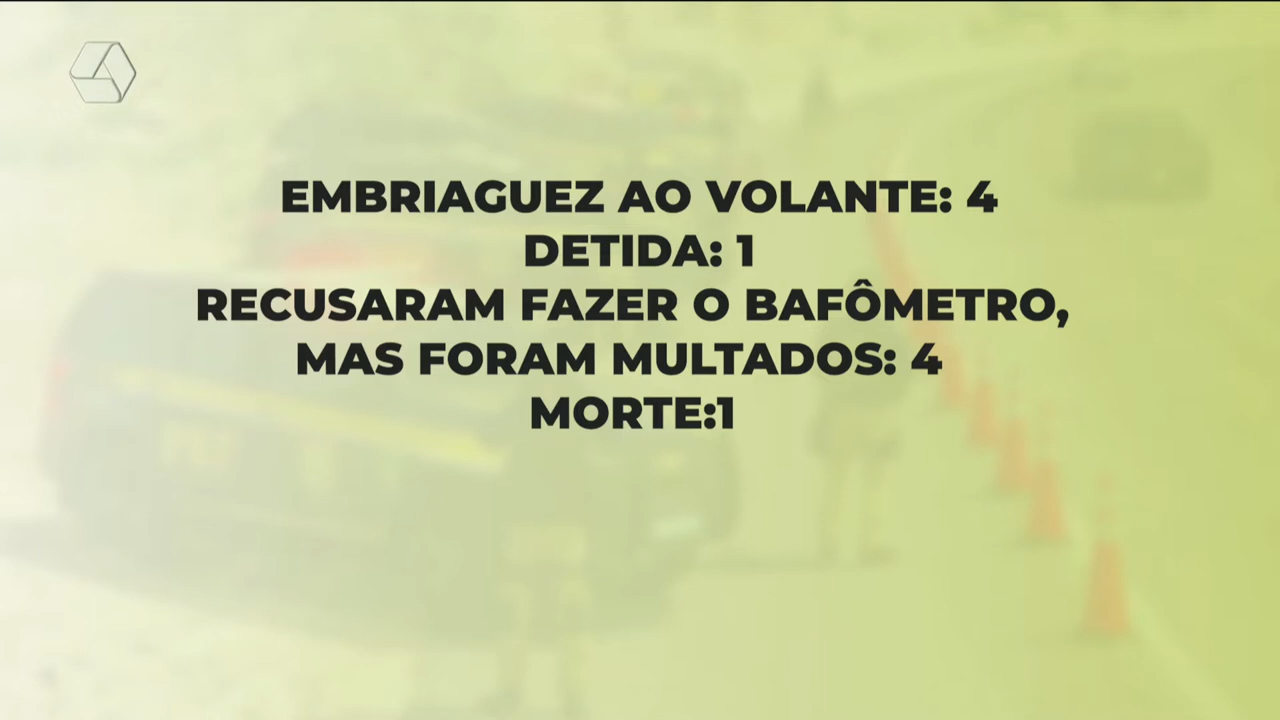 EMBRIAGUEZ AO VOLANTE: 4
DETIDA: 1
RECUSARAM FAZER O BAFÔMETRO,
MAS FORAM MULTADOS: 4
MORTE:1